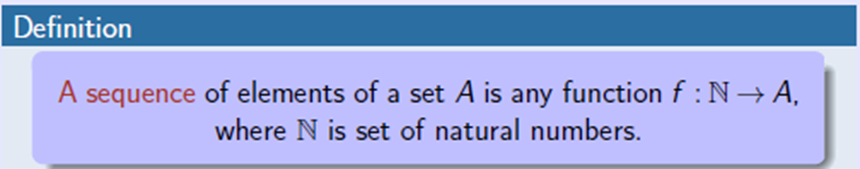 Definition
A sequence of elements of a set A is any function f : ℕ → A,
where ℕ is set of natural numbers.